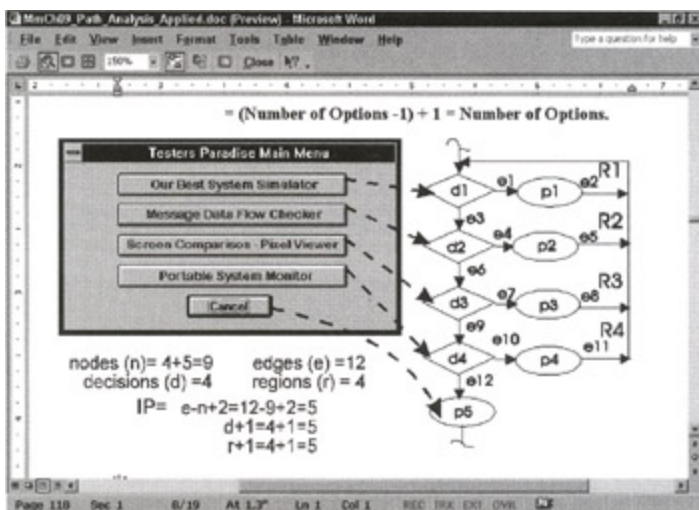 MmCh09_Path_Analysis_Applied.doc (Preview) - Microsoft Word
File Edit View Insert Format Tools Table Window Help
Type a question for help
150% Close
= (Number of Options -1) + 1 = Number of Options.
Testers Paradise Main Menu
Our Best System Simulator
Message Data Flow Checker
Screen Comparison - Pixel Viewer
Portable System Monitor
Cancel
d1 e1 p1 e2 R1
e3
d2 e4 p2 e5 R2
e6
d3 e7 p3 e8 R3
e9
d4 e10 p4 e11 R4
e12
p5
nodes (n)= 4+5=9 edges (e) =12
decisions (d) =4 regions (r) = 4
IP= e-n+2=12-9+2=5
d+1=4+1=5
r+1=4+1=5
Page 118 Sec 1 6/19 At 1.3" Ln 1 Col 1 REC TRK EXT OVR